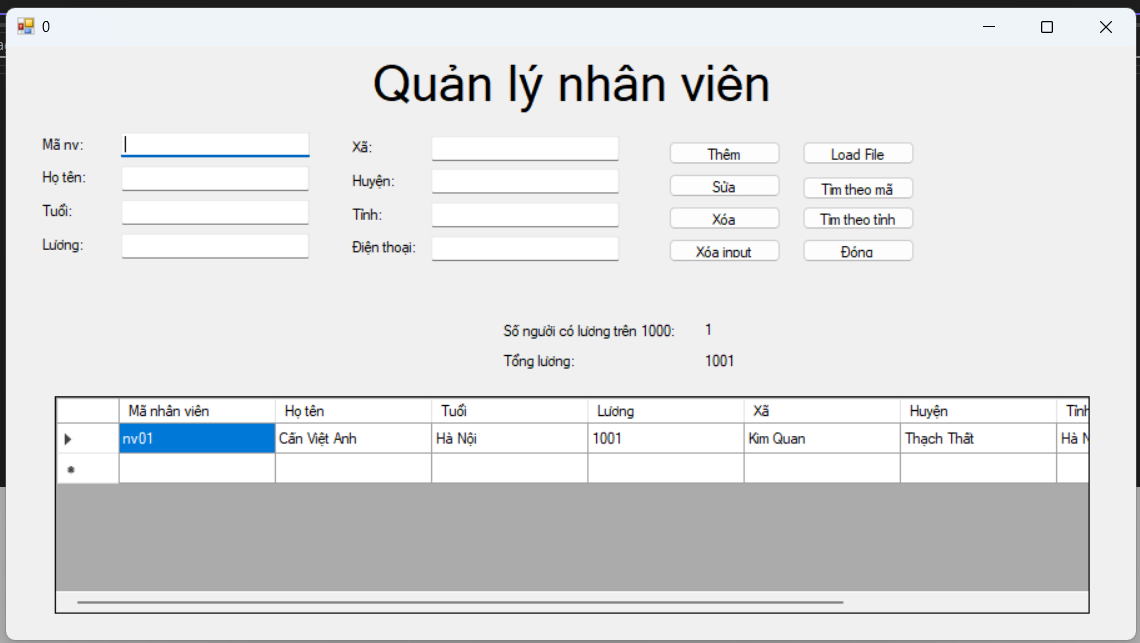 0
Quản lý nhân viên
Mã nv:
Họ tên:
Tuổi:
Lương:
Xã:
Huyện:
Tỉnh:
Điện thoại:
Thêm
Load File
Sửa
Tìm theo mã
Xóa
Tìm theo tỉnh
Xóa input
Đóng
Số người có lương trên 1000: 1
Tổng lương: 1001
Mã nhân viên Họ tên Tuổi Lương Xã Huyện Tỉnh
nv01 Cấn Việt Anh Hà Nội 1001 Kim Quan Thạch Thất Hà N